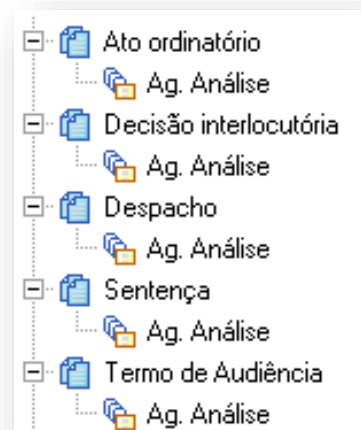 Ato ordinatório
Ag. Análise
Decisão interlocutória
Ag. Análise
Despacho
Ag. Análise
Sentença
Ag. Análise
Termo de Audiência
Ag. Análise